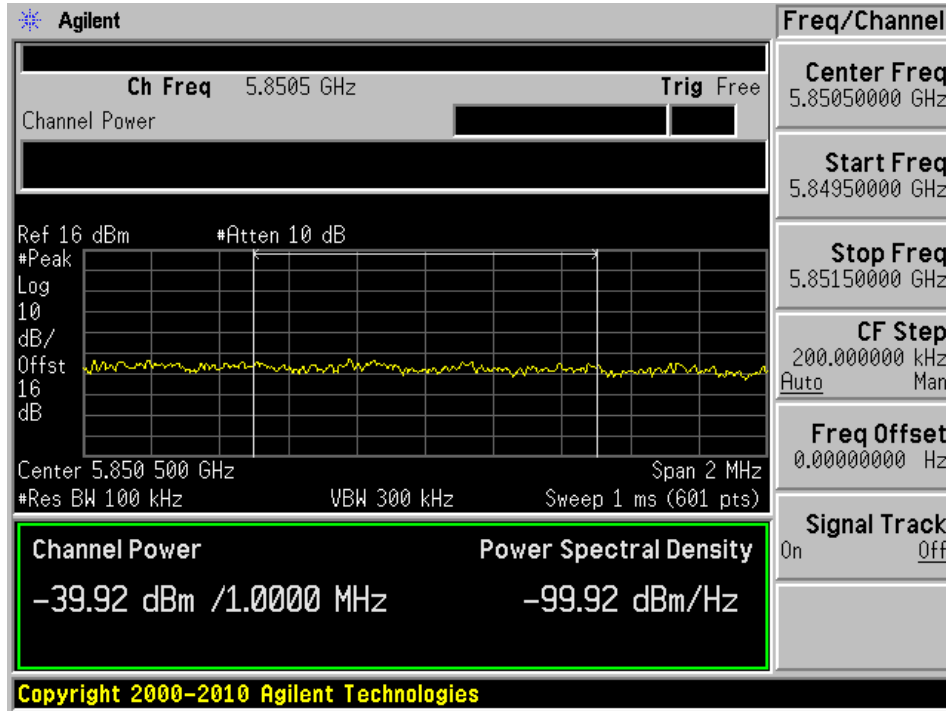 Agilent
Freq/Channel
Ch Freq 5.8505 GHz Trig Free
Channel Power
Center Freq
5.85050000 GHz
Start Freq
5.84950000 GHz
Stop Freq
5.85150000 GHz
CF Step
200.000000 kHz
Auto Man
Freq Offset
0.00000000 Hz
Signal Track
On Off
Ref 16 dBm #Atten 10 dB
#Peak
Log
10
dB/
Offst
16
dB
Center 5.850 500 GHz Span 2 MHz
#Res BW 100 kHz VBW 300 kHz Sweep 1 ms (601 pts)
Channel Power Power Spectral Density
-39.92 dBm /1.0000 MHz -99.92 dBm/Hz
Copyright 2000-2010 Agilent Technologies